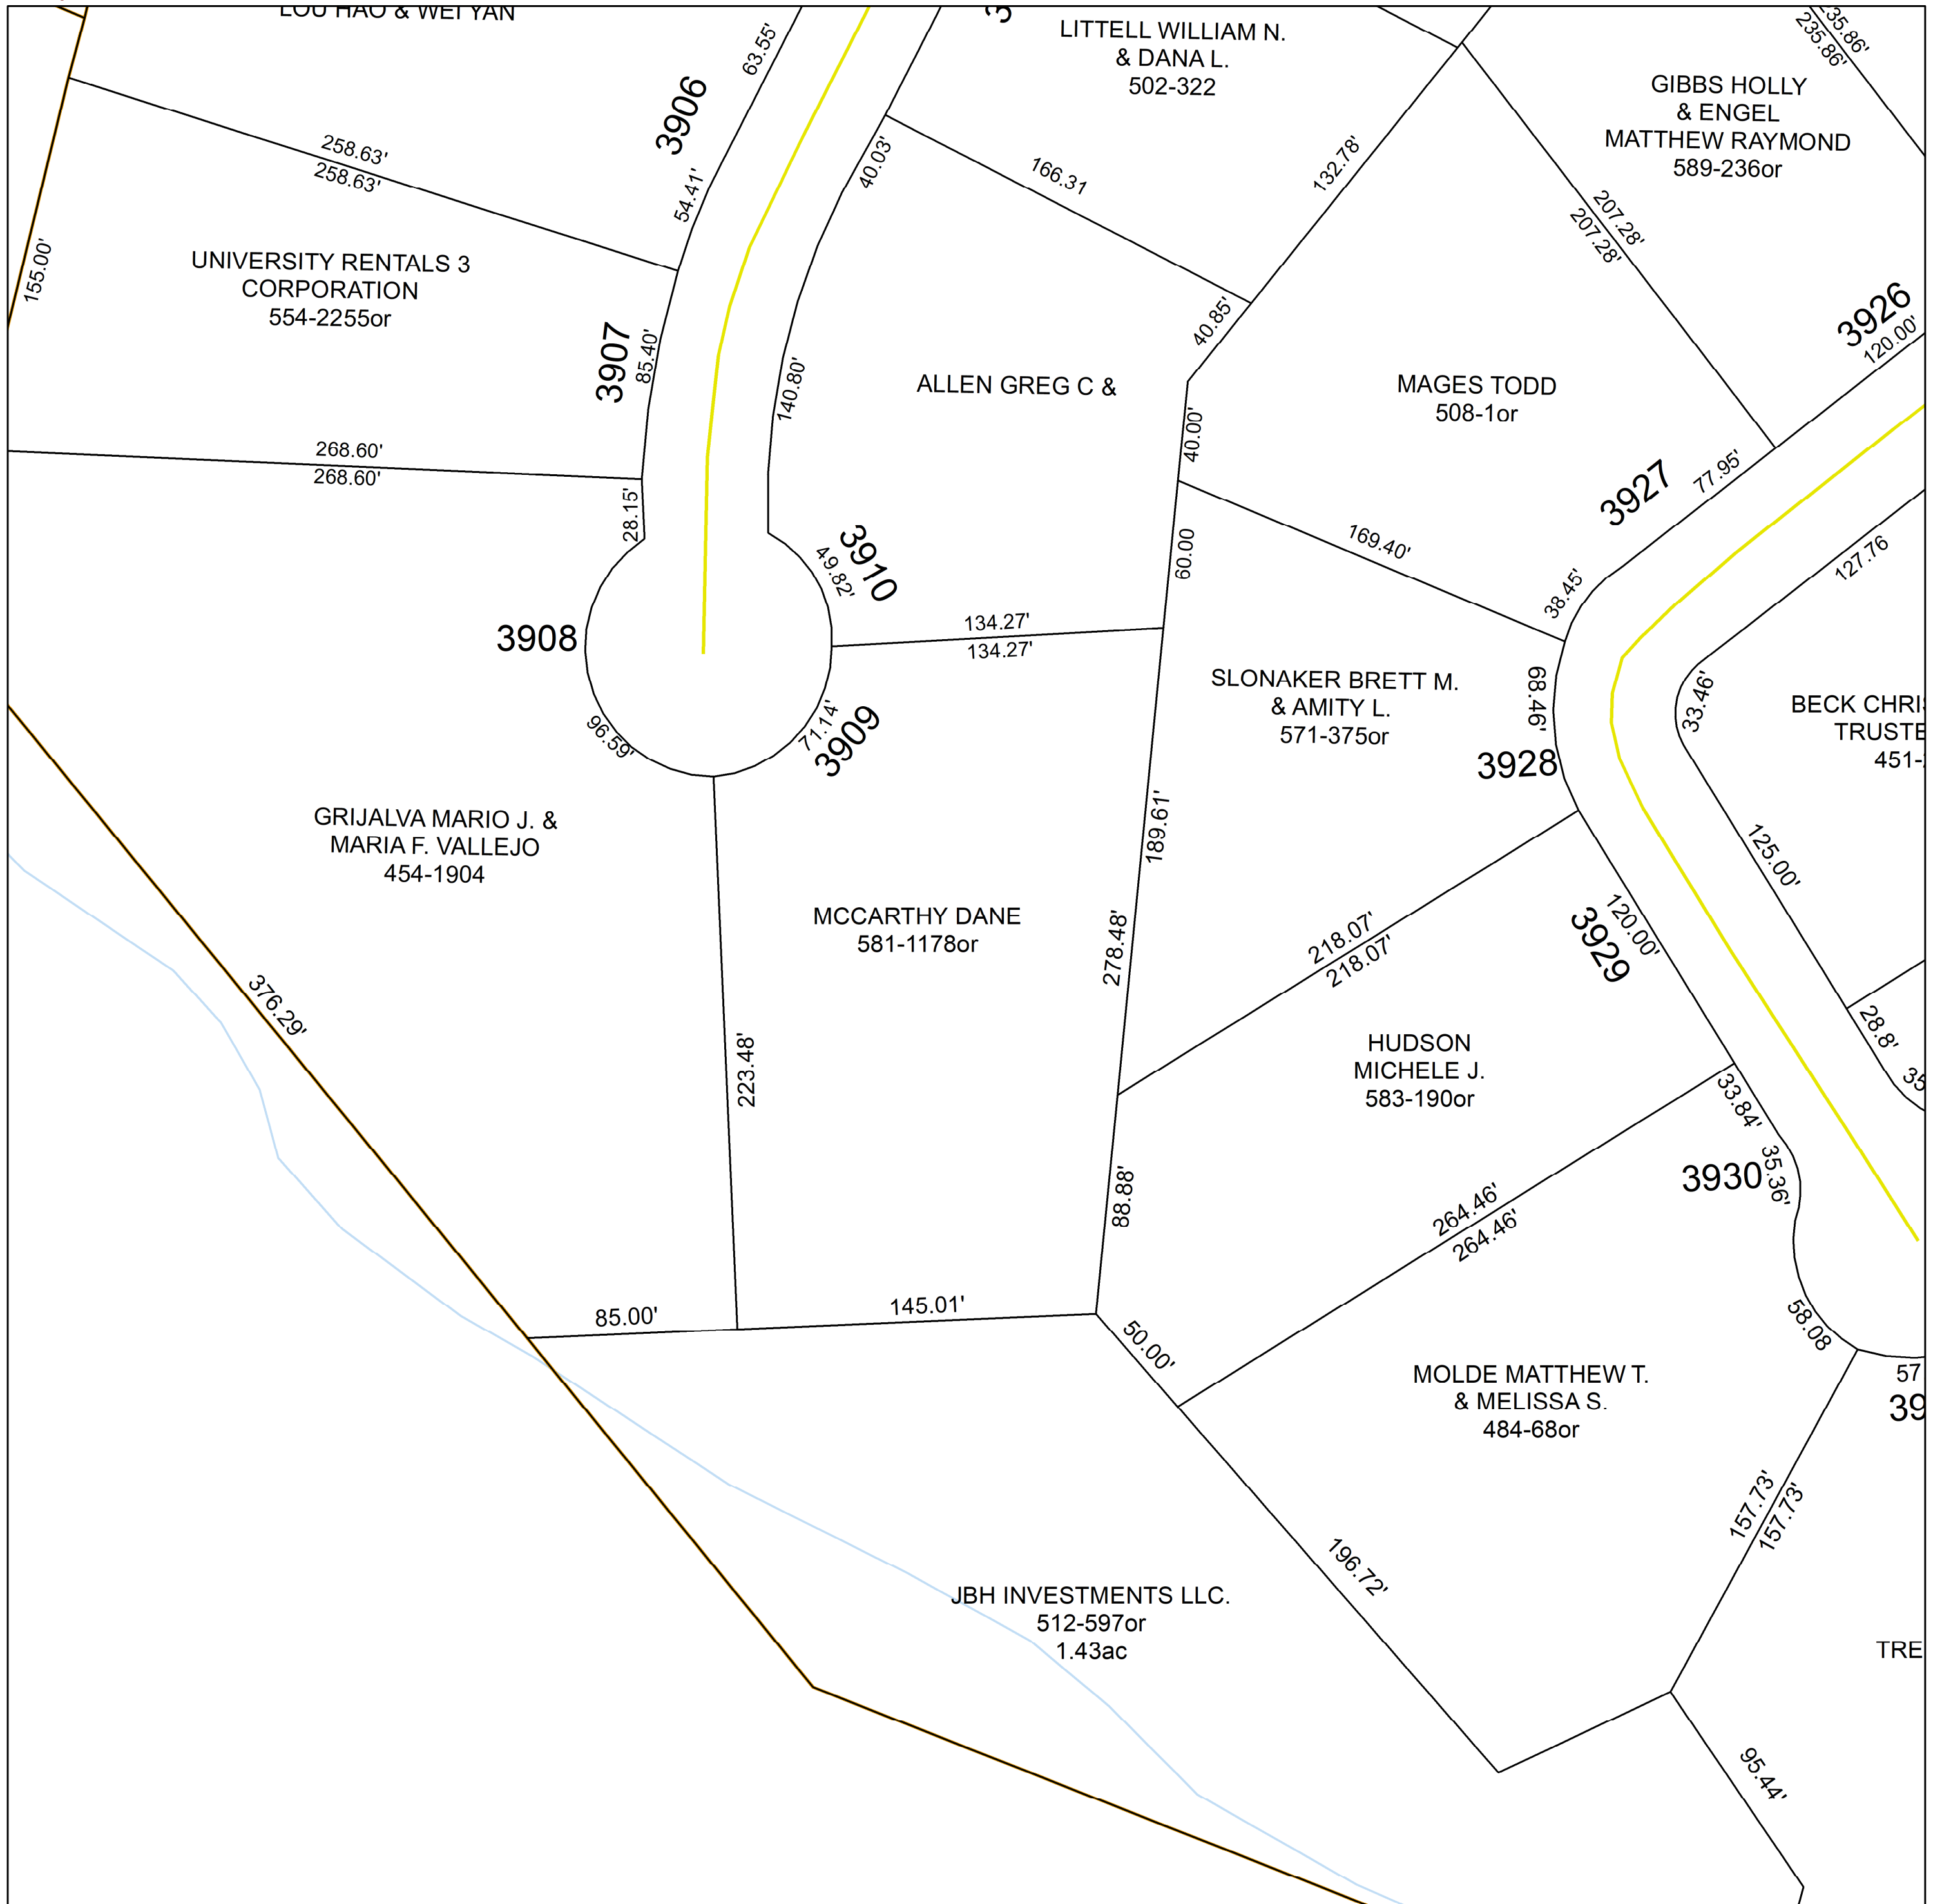 LOU HAO & WEI YAN
63.55'
3906
LITTELL WILLIAM N.
& DANA L.
502-322
235.86'
235.86'
GIBBS HOLLY
& ENGEL
MATTHEW RAYMOND
589-236or
258.63'
258.63'
54.41'
40.03'
166.31
132.78'
207.28'
207.28'
155.00'
UNIVERSITY RENTALS 3
CORPORATION
554-2255or
3907
85.40'
140.80'
40.85'
3926
120.00'
ALLEN GREG C &
MAGES TODD
508-1or
40.00'
268.60'
268.60'
28.15'
3927
77.95'
3910
49.82'
60.00
169.40'
127.76
38.45'
3908
134.27'
134.27'
SLONAKER BRETT M.
& AMITY L.
571-375or
68.46'
33.46'
BECK CHRIS
TRUSTE
451-
96.59'
71.14'
3909
3928
GRIJALVA MARIO J. &
MARIA F. VALLEJO
454-1904
189.61'
125.00'
MCCARTHY DANE
581-1178or
278.48'
218.07'
218.07'
120.00'
3929
376.29'
223.48'
HUDSON
MICHELE J.
583-190or
28.8'
35
33.84'
88.88'
3930
35.36'
264.46'
264.46'
85.00'
145.01'
50.00'
58.08
57
39
MOLDE MATTHEW T.
& MELISSA S.
484-68or
157.73'
157.73'
196.72'
JBH INVESTMENTS LLC.
512-597or
1.43ac
TRE
95.44'